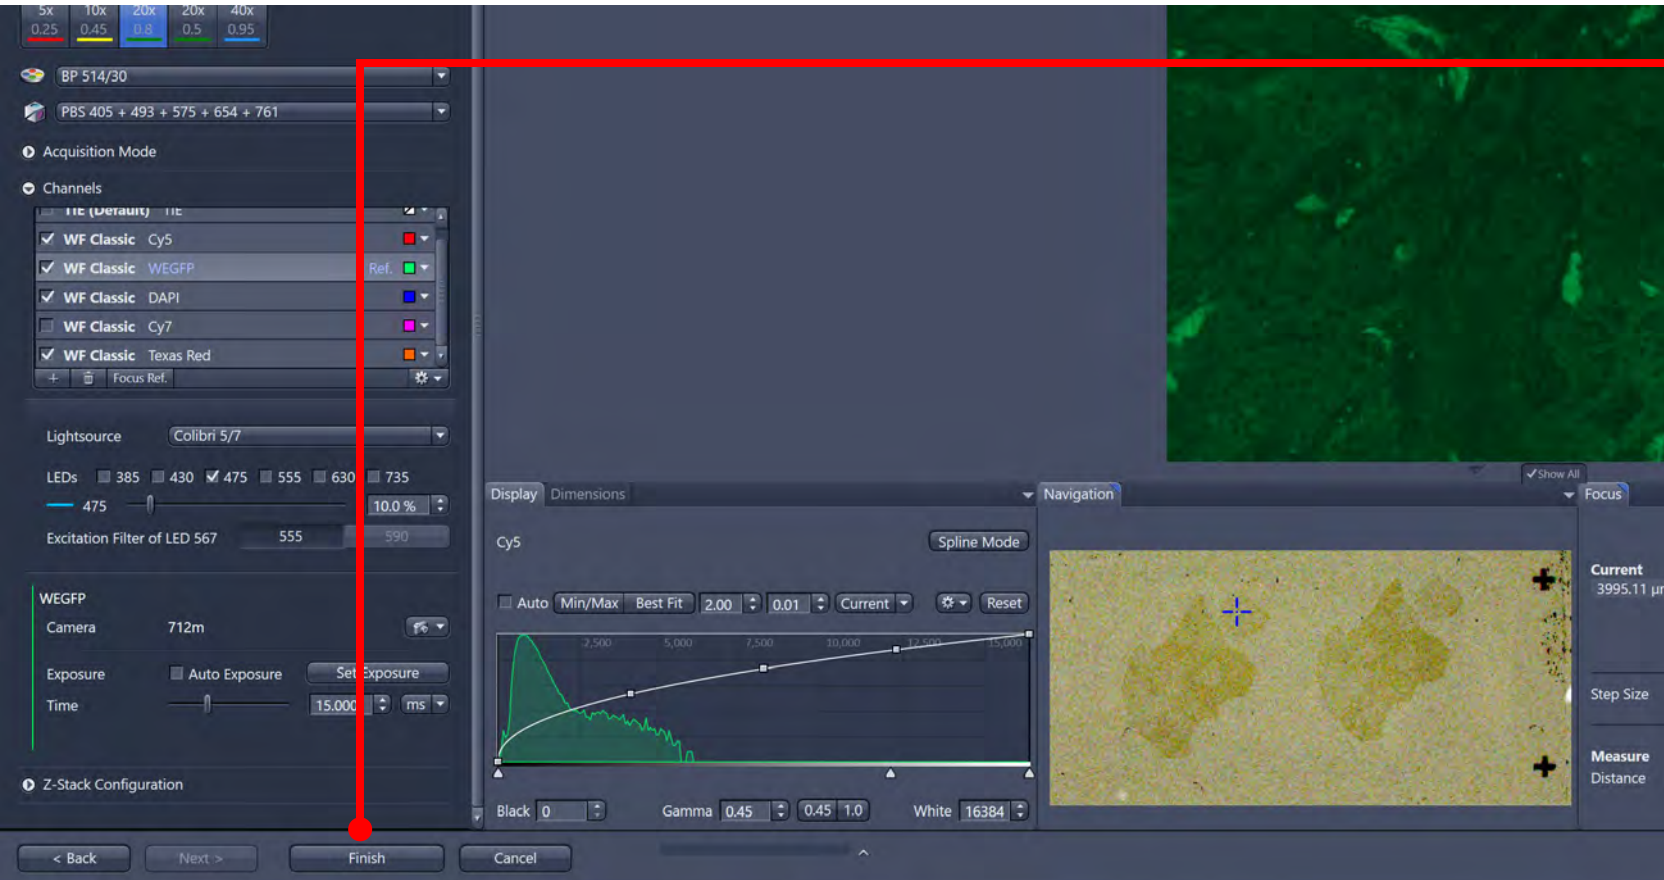 5x 10x 20x 20x 40x
0.25 0.45 0.8 0.5 0.95
BP 514/30
PBS 405 + 493 + 575 + 654 + 761
Acquisition Mode
Channels
TIE (Default) TIE
WF Classic Cy5
WF Classic WEGFP Ref.
WF Classic DAPI
WF Classic Cy7
WF Classic Texas Red
+ Focus Ref.
Lightsource Colibri 5/7
LEDs 385 430 475 555 630 735
475 10.0 %
Excitation Filter of LED 567 555 590
WEGFP
Camera 712m
Exposure Auto Exposure Set Exposure
Time 15.000 ms
Z-Stack Configuration
< Back Next > Finish Cancel
Display Dimensions
Cy5 Spline Mode
Auto Min/Max Best Fit 2.00 0.01 Current Reset
2,500 5,000 7,500 10,000 12,500 15,000
Black 0 Gamma 0.45 0.45 1.0 White 16384
Show All
Navigation
Focus
Current
3995.11 µm
Step Size
Measure
Distance